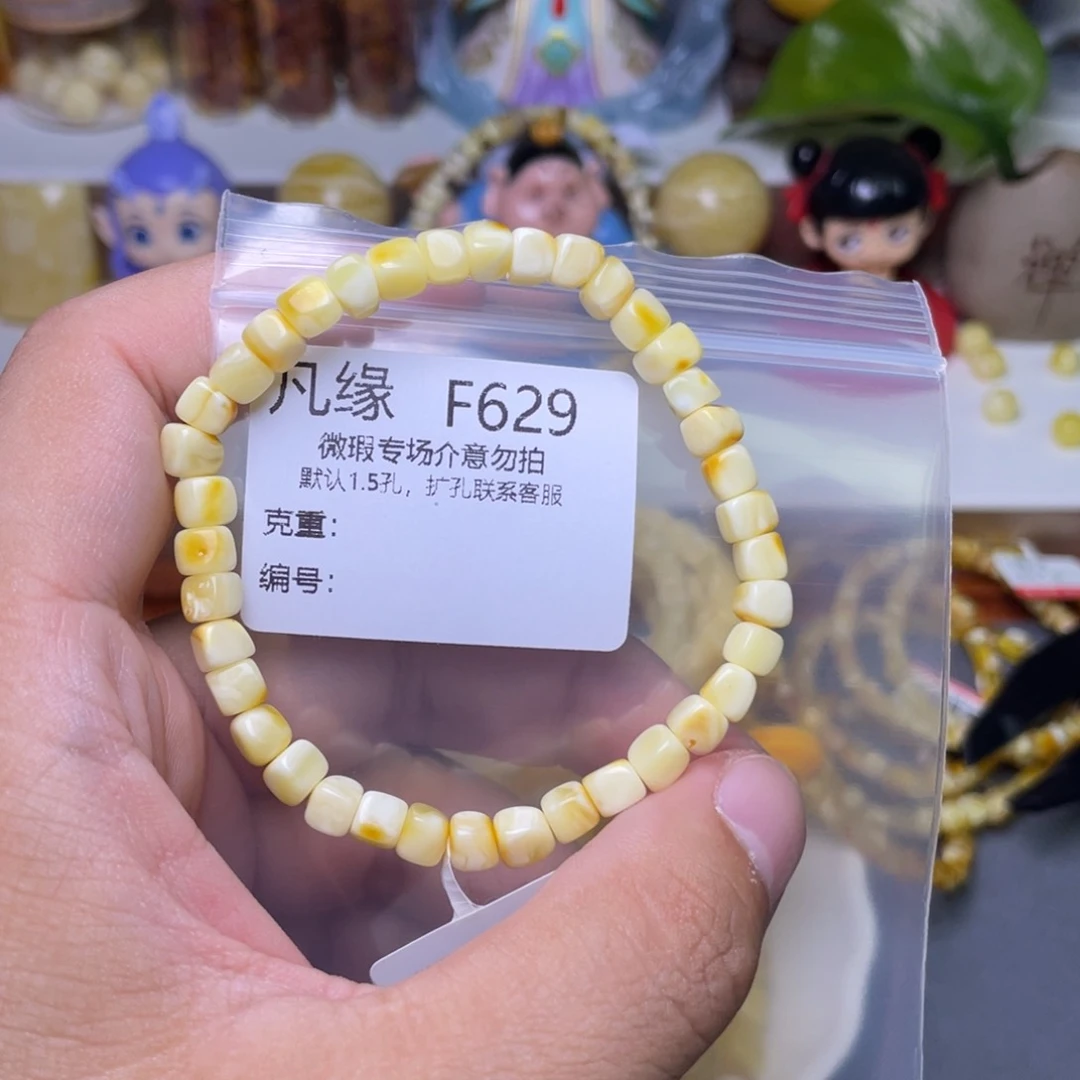 凡缘 F629
微瑕专场介意勿拍
默认1.5孔，扩孔联系客服
克重：
编号：
禅